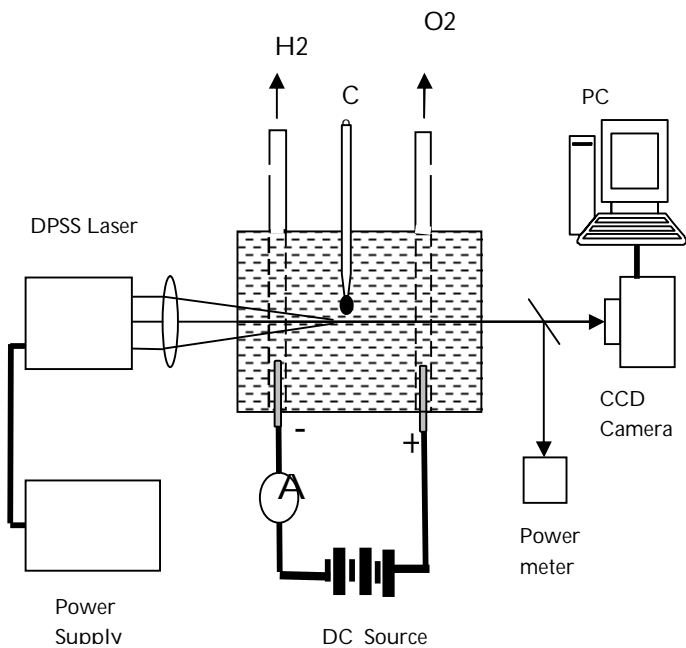 H2
O2
C
PC
DPSS Laser
-
+
A
CCD
Camera
Power
meter
Power
Supply
DC Source